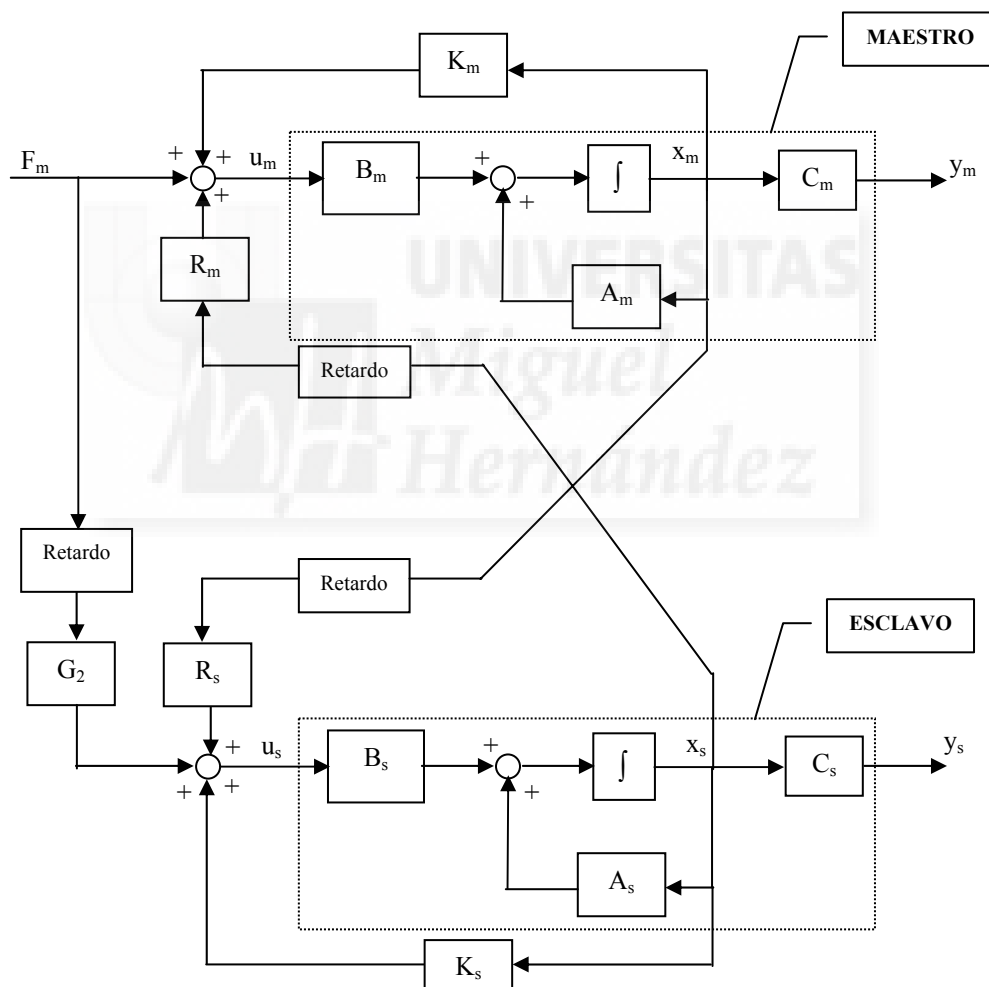 MAESTRO
K_m
F_m
+
+
+
u_m
B_m
+
+
∫
x_m
C_m
y_m
R_m
A_m
UNIVERSITAS
Miguel
Hernández
Retardo
Retardo
Retardo
ESCLAVO
G_2
R_s
+
+
+
u_s
B_s
+
+
∫
x_s
C_s
y_s
A_s
K_s